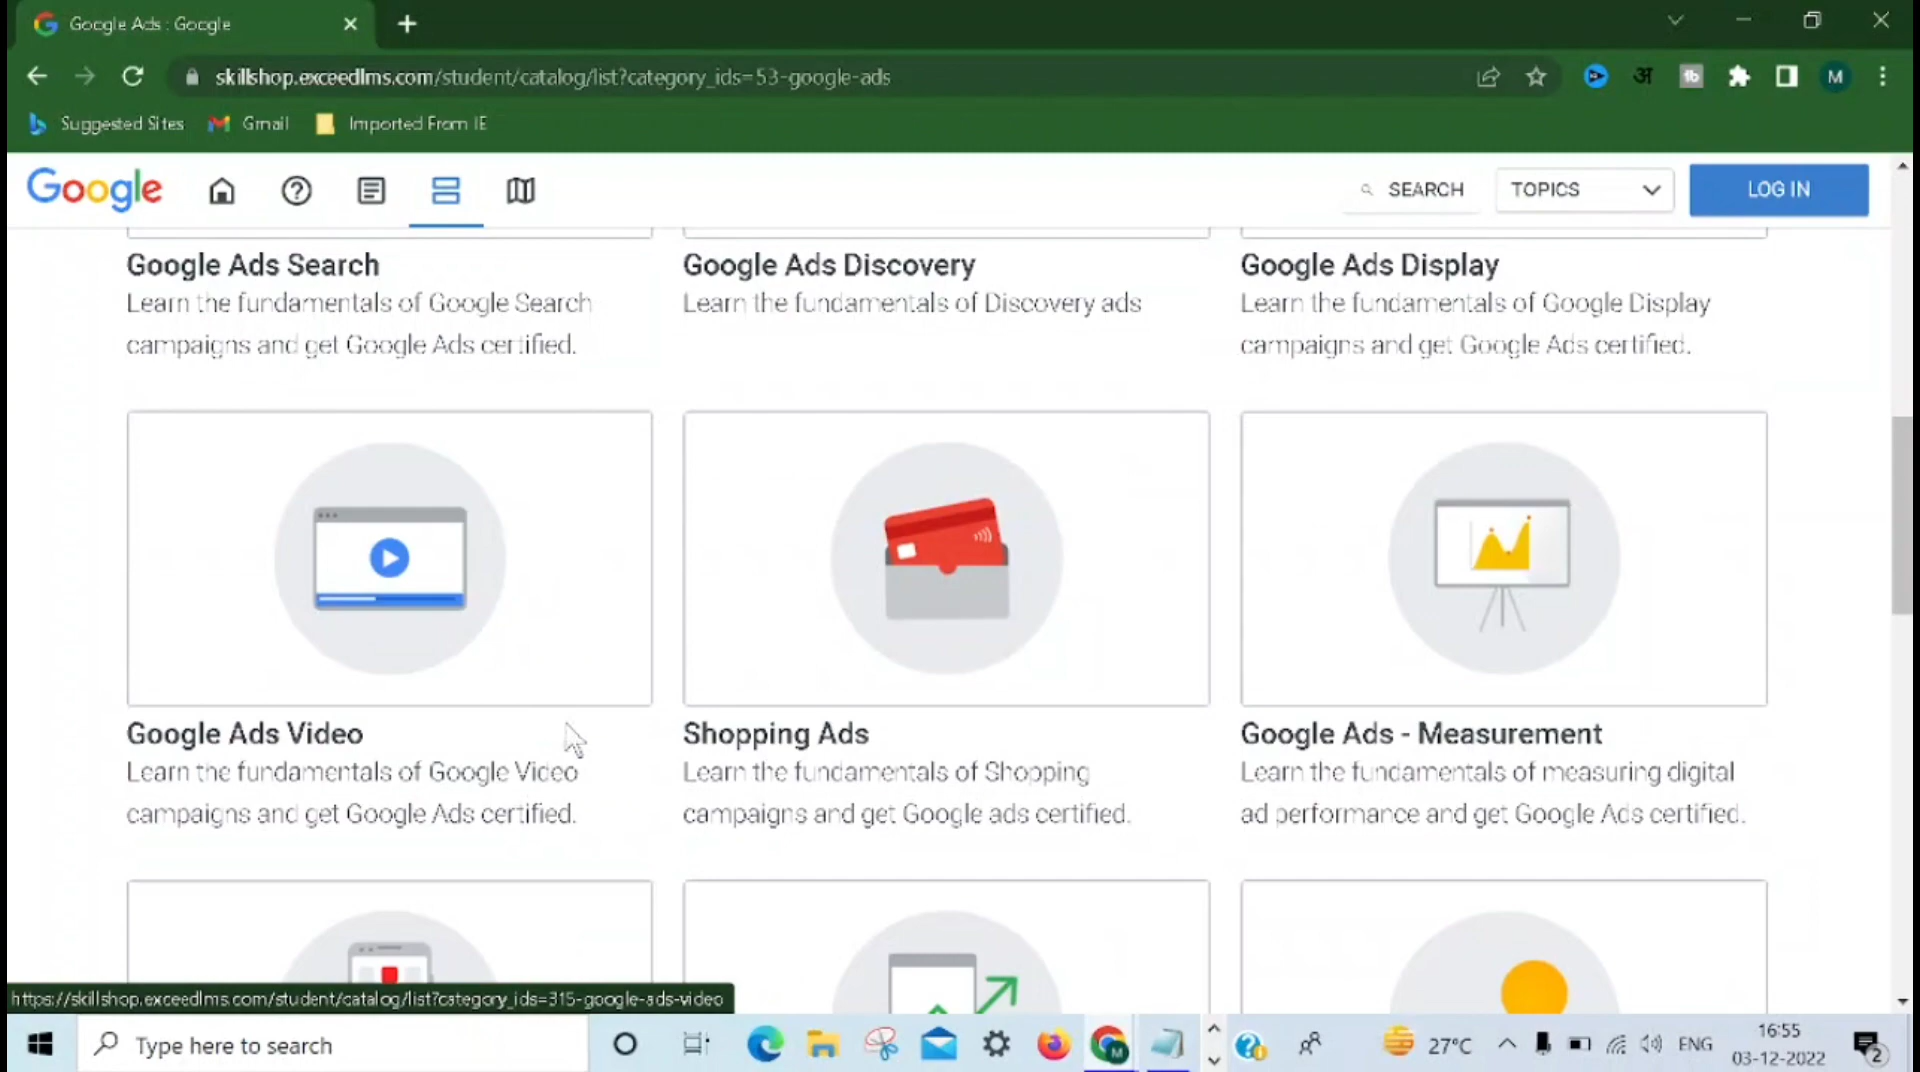 Google Ads : Google
skillshop.exceedlms.com/student/catalog/list?category_ids=53-google-ads
अ
tb
M
Suggested Sites
Gmail
Imported From IE
Google
SEARCH
TOPICS
LOG IN
Google Ads Search
Learn the fundamentals of Google Search
campaigns and get Google Ads certified.
Google Ads Discovery
Learn the fundamentals of Discovery ads
Google Ads Display
Learn the fundamentals of Google Display
campaigns and get Google Ads certified.
Google Ads Video
Learn the fundamentals of Google Video
campaigns and get Google Ads certified.
Shopping Ads
Learn the fundamentals of Shopping
campaigns and get Google ads certified.
Google Ads - Measurement
Learn the fundamentals of measuring digital
ad performance and get Google Ads certified.
https://skillshop.exceedlms.com/student/catalog/list?category_ids=315-google-ads-video
Type here to search
M
27°C
ENG
16:55
03-12-2022
2